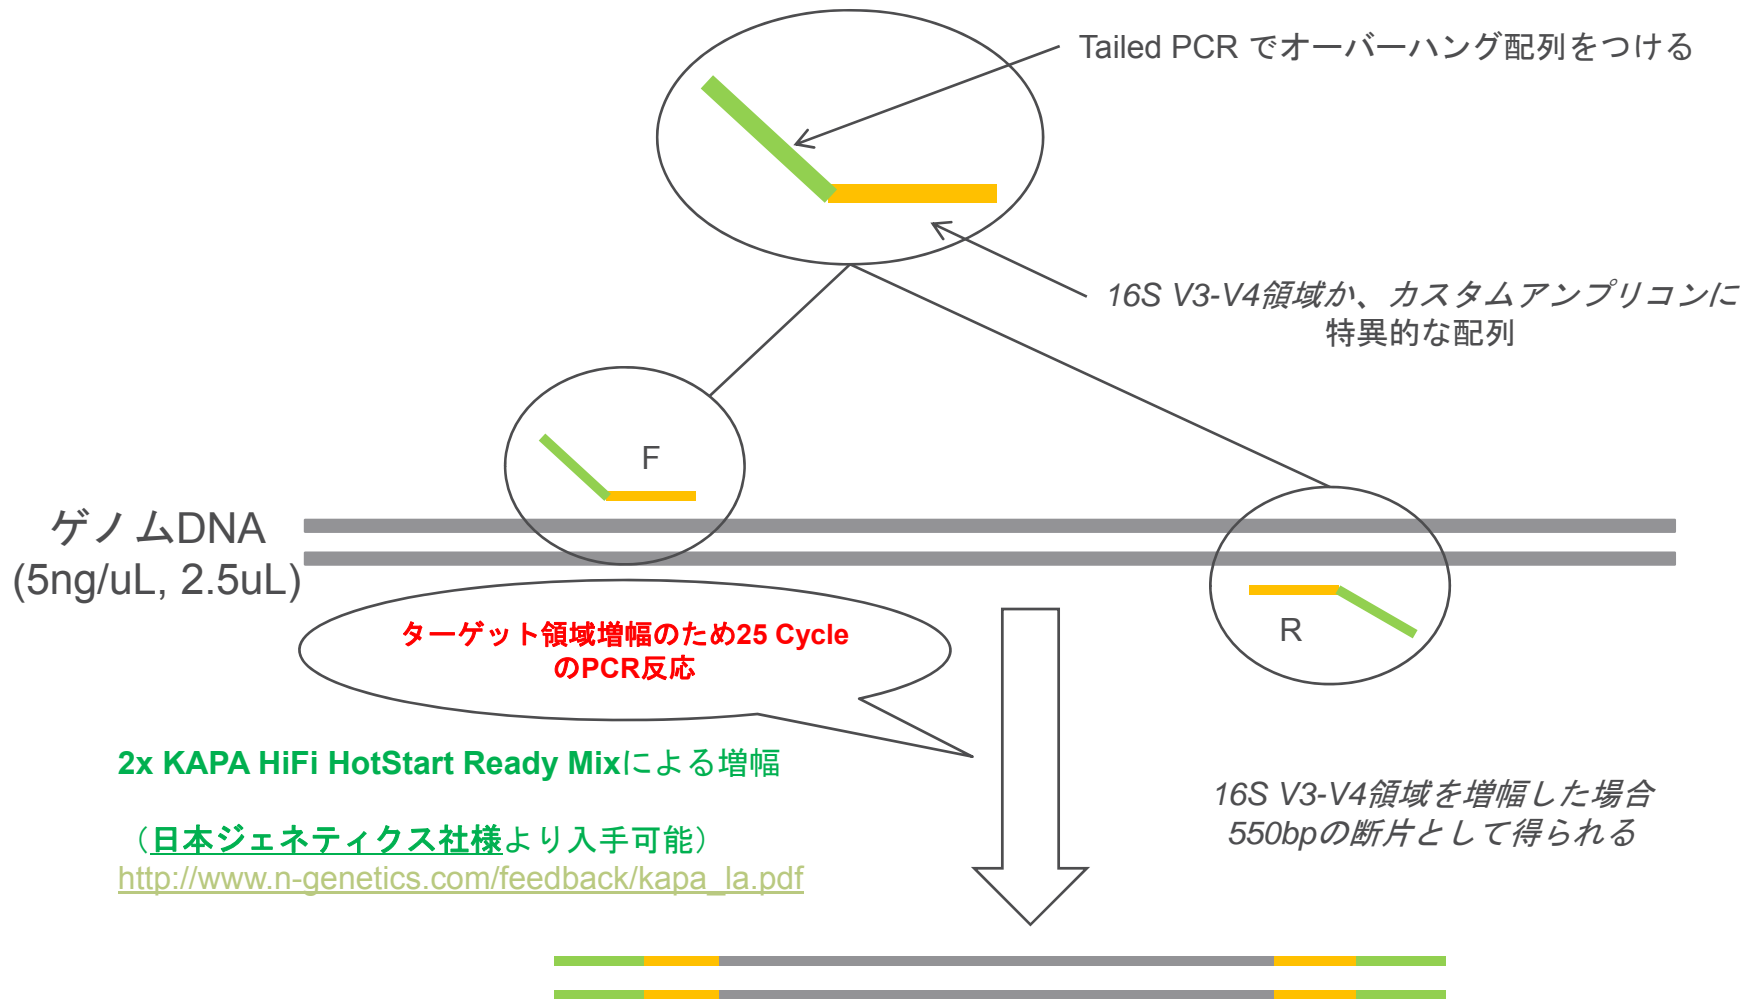 Tailed PCR でオーバーハング配列をつける
16S V3-V4領域か、カスタムアンプリコンに
特異的な配列
F
ゲノムDNA
(5ng/uL, 2.5uL)
R
ターゲット領域増幅のため25 Cycle
のPCR反応
2x KAPA HiFi HotStart Ready Mixによる増幅
（日本ジェネティクス社様より入手可能）
http://www.n-genetics.com/feedback/kapa_la.pdf
16S V3-V4領域を増幅した場合
550bpの断片として得られる